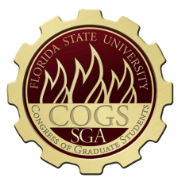 FLORIDA STATE UNIVERSITY
COGS
SGA
CONGRESS OF GRADUATE STUDENTS